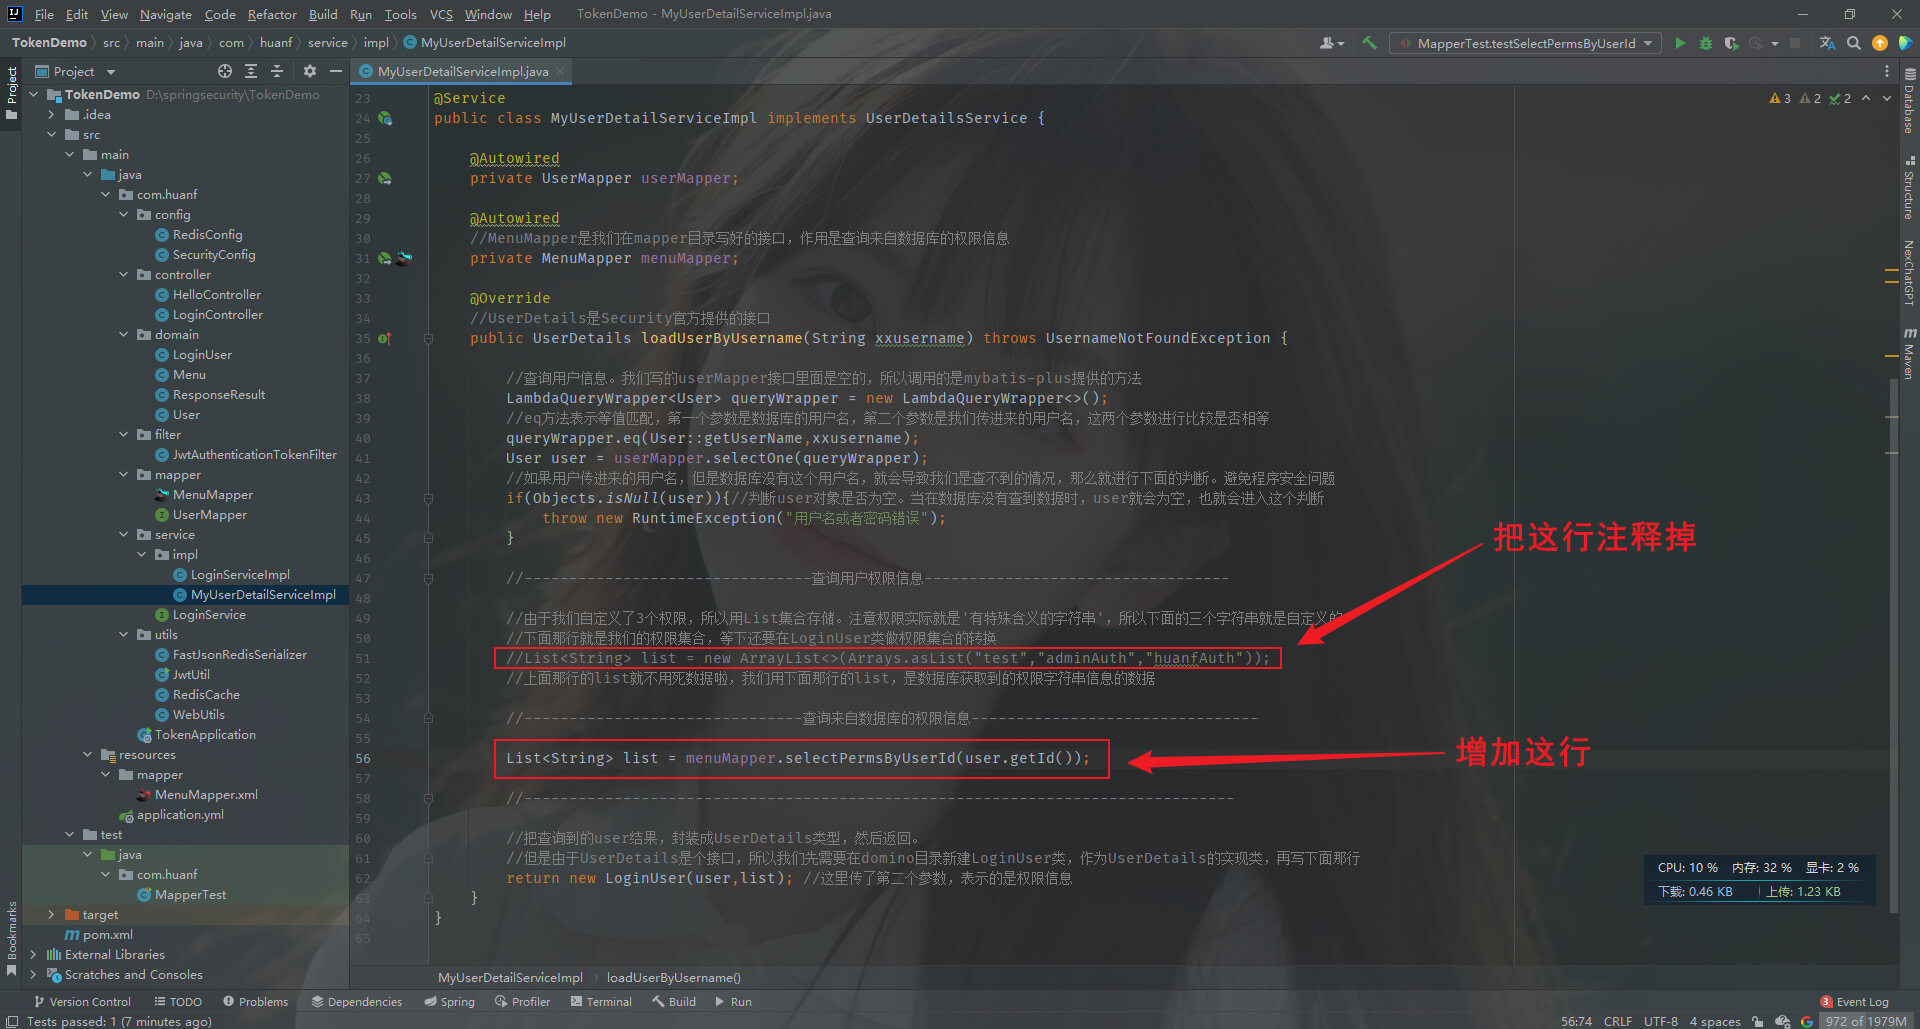 File Edit View Navigate Code Refactor Build Run Tools VCS Window Help TokenDemo - MyUserDetailServiceImpl.java
TokenDemo src main java com huanf service impl MyUserDetailServiceImpl
MapperTest.testSelectPermsByUserId
Project
MyUserDetailServiceImpl.java
Project
TokenDemo D:\springsecurity\TokenDemo
.idea
src
main
java
com.huanf
config
RedisConfig
SecurityConfig
controller
HelloController
LoginController
domain
LoginUser
Menu
ResponseResult
User
filter
JwtAuthenticationTokenFilter
mapper
MenuMapper
UserMapper
service
impl
LoginServiceImpl
MyUserDetailServiceImpl
LoginService
utils
FastJsonRedisSerializer
JwtUtil
RedisCache
WebUtils
TokenApplication
resources
mapper
MenuMapper.xml
application.yml
test
java
com.huanf
MapperTest
target
pom.xml
External Libraries
Scratches and Consoles
Bookmarks
3 2 2
23 @Service
24 public class MyUserDetailServiceImpl implements UserDetailsService {
25
26 @Autowired
27 private UserMapper userMapper;
28
29 @Autowired
30 //MenuMapper是我们在mapper目录写好的接口，作用是查询来自数据库的权限信息
31 private MenuMapper menuMapper;
32
33 @Override
34 //UserDetails是Security官方提供的接口
35 public UserDetails loadUserByUsername(String xxusername) throws UsernameNotFoundException {
36
37 //查询用户信息。我们写的userMapper接口里面是空的，所以调用的是mybatis-plus提供的方法
38 LambdaQueryWrapper<User> queryWrapper = new LambdaQueryWrapper<>();
39 //eq方法表示等值匹配，第一个参数是数据库的用户名，第二个参数是我们传进来的用户名，这两个参数进行比较是否相等
40 queryWrapper.eq(User::getUserName,xxusername);
41 User user = userMapper.selectOne(queryWrapper);
42 //如果用户传进来的用户名，但是数据库没有这个用户名，就会导致我们是查不到的情况，那么就进行下面的判断。避免程序安全问题
43 if(Objects.isNull(user)){//判断user对象是否为空。当在数据库没有查到数据时，user就会为空，也就会进入这个判断
44 throw new RuntimeException("用户名或者密码错误");
45 }
46
47 //--------------------------------查询用户权限信息----------------------------------
48
49 //由于我们自定义了3个权限，所以用List集合存储。注意权限实际就是'有特殊含义的字符串'，所以下面的三个字符串就是自定义的
50 //下面那行就是我们的权限集合，等下还要在LoginUser类做权限集合的转换
51 //List<String> list = new ArrayList<>(Arrays.asList("test","adminAuth","huanfAuth"));
52 //上面那行的list就不用死数据啦，我们用下面那行的list，是数据库获取到的权限字符串信息的数据
53
54 //-------------------------------查询来自数据库的权限信息--------------------------------
55
56 List<String> list = menuMapper.selectPermsByUserId(user.getId());
57
58 //-------------------------------------------------------------------------------
59
60 //把查询到的user结果，封装成UserDetails类型，然后返回。
61 //但是由于UserDetails是个接口，所以我们先需要在domino目录新建LoginUser类，作为UserDetails的实现类，再写下面那行
62 return new LoginUser(user,list); //这里传了第二个参数，表示的是权限信息
63 }
64 }
65
把这行注释掉
增加这行
CPU: 10 % 内存: 32 % 显卡: 2 %
下载: 0.46 KB 上传: 1.23 KB
Database
Structure
NexChatGPT
Maven
MyUserDetailServiceImpl loadUserByUsername()
Version Control TODO Problems Dependencies Spring Profiler Terminal Build Run 3 Event Log
Tests passed: 1 (7 minutes ago) 56:74 CRLF UTF-8 4 spaces 972 of 1979M